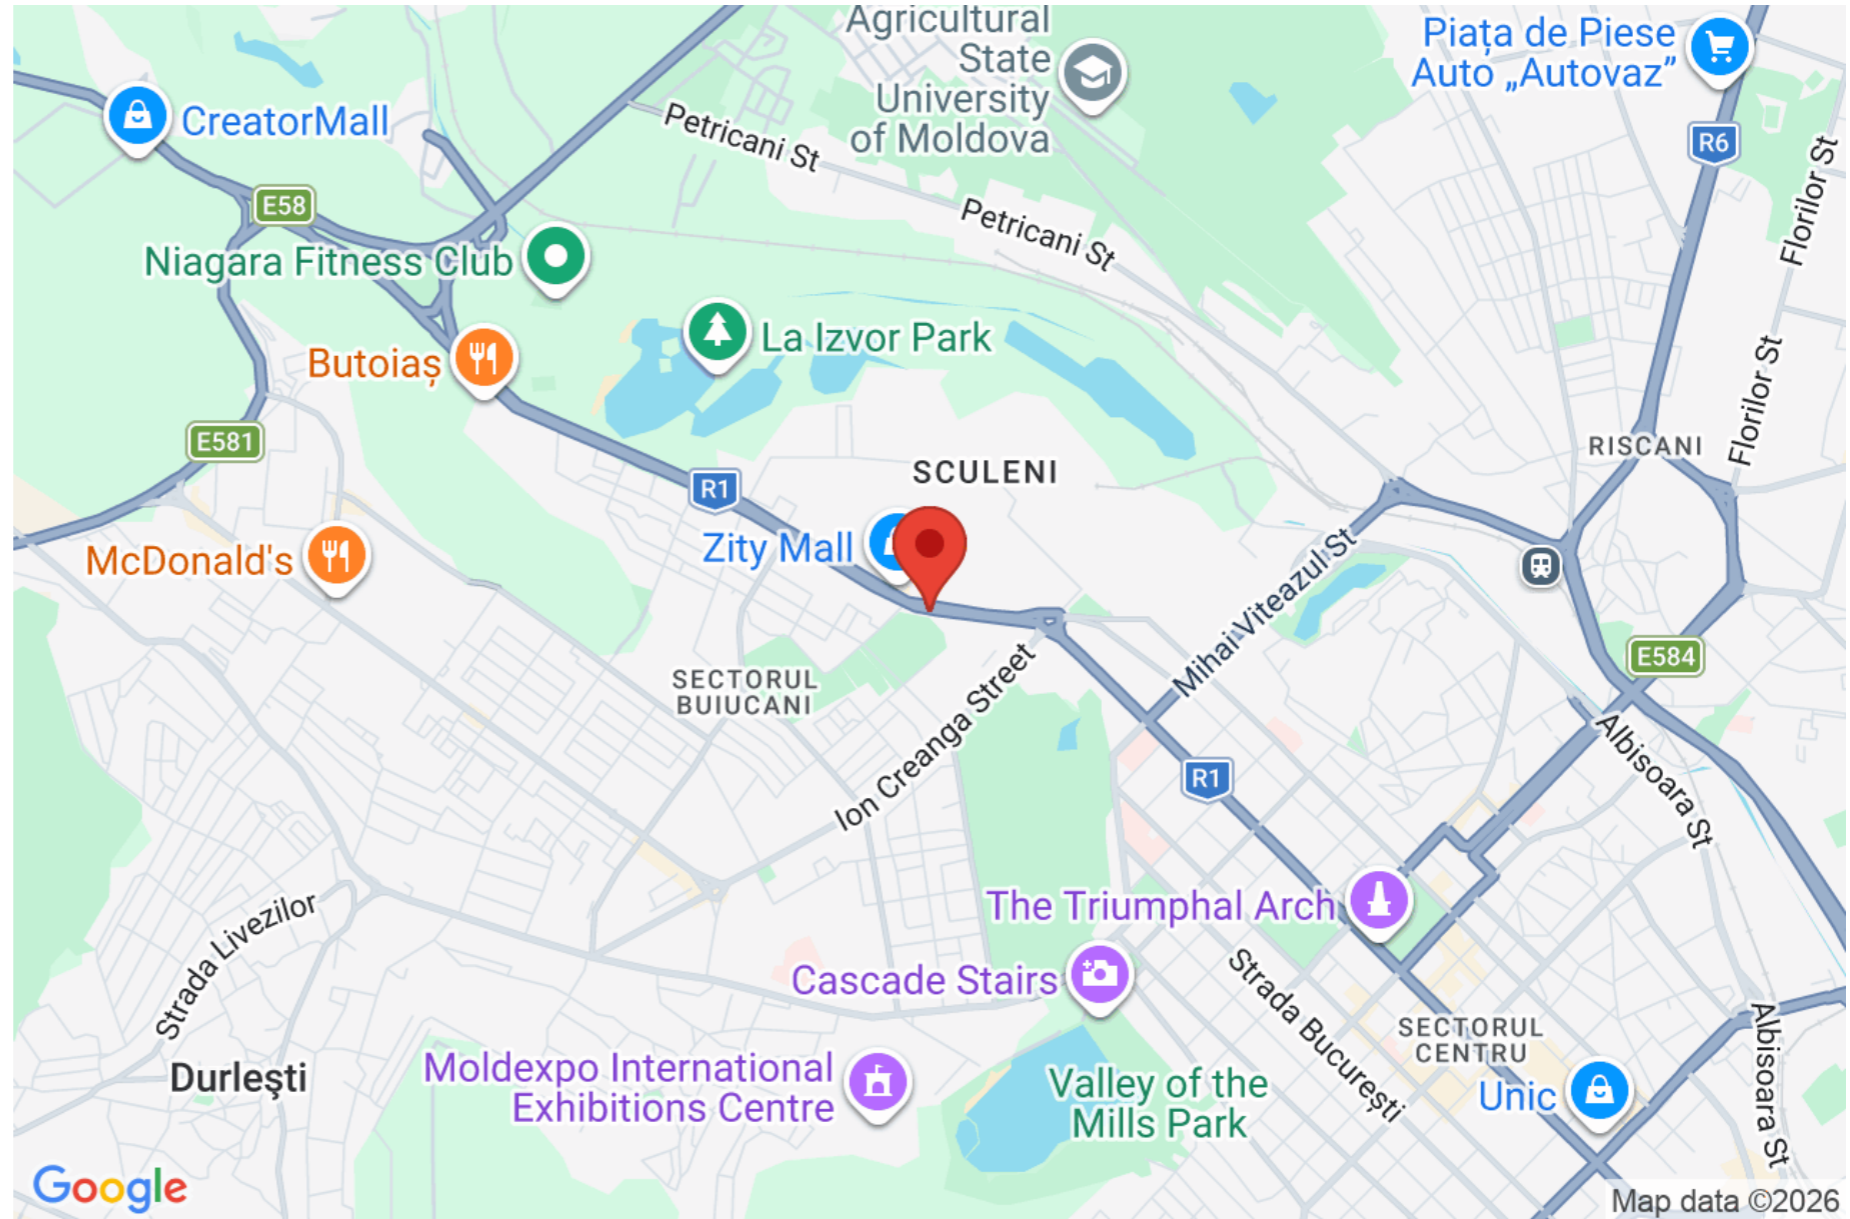 Agricultural
State
University
of Moldova
Piața de Piese
Auto „Autovaz”
CreatorMall
Petricani St
R6
Florilor St
E58
Petricani St
Niagara Fitness Club
La Izvor Park
Butoiaș
Florilor St
E581
RISCANI
SCULENI
R1
Zity Mall
McDonald's
Mihai Viteazul St
E584
SECTORUL
BUIUCANI
Ion Creanga Street
Albisoara St
R1
The Triumphal Arch
Strada Livezilor
Cascade Stairs
Strada București
SECTORUL
CENTRU
Albisoara St
Durleşti
Moldexpo International
Exhibitions Centre
Valley of the
Mills Park
Unic
Google
Map data ©2026